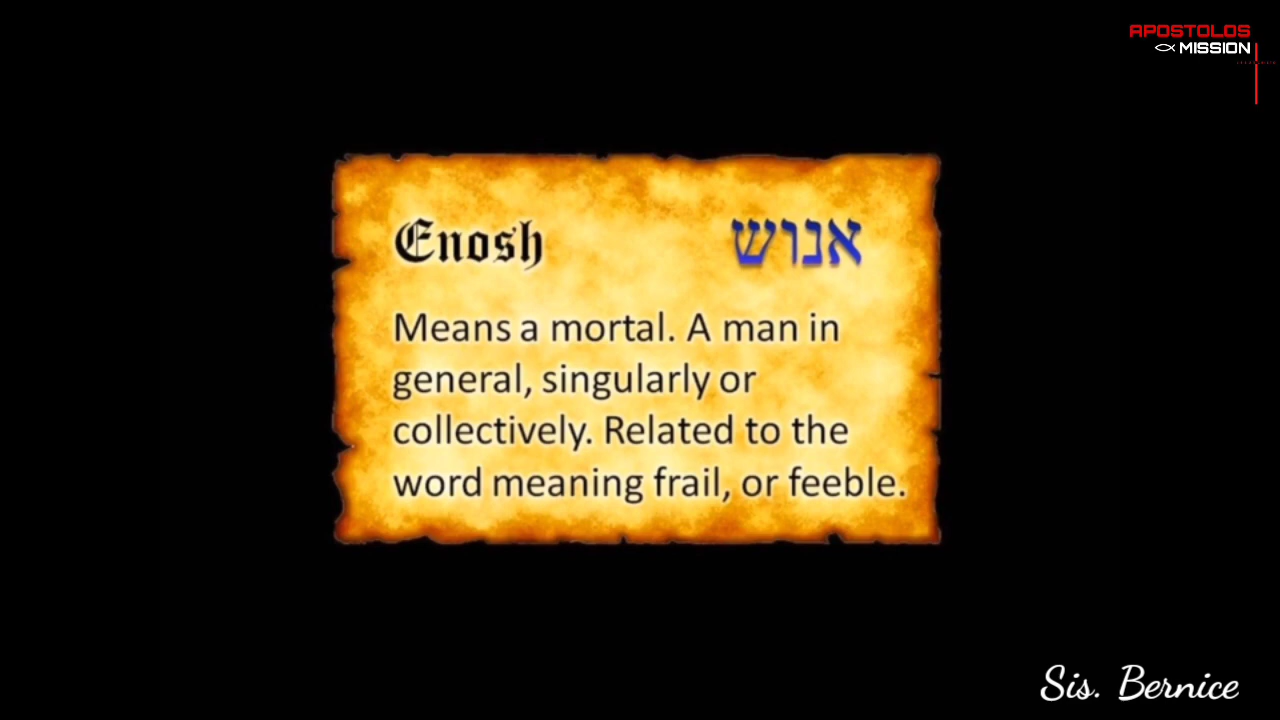 APOSTOLOS
MISSION
Enosh אנוש
Means a mortal. A man in
general, singularly or
collectively. Related to the
word meaning frail, or feeble.
Sis. Bernice